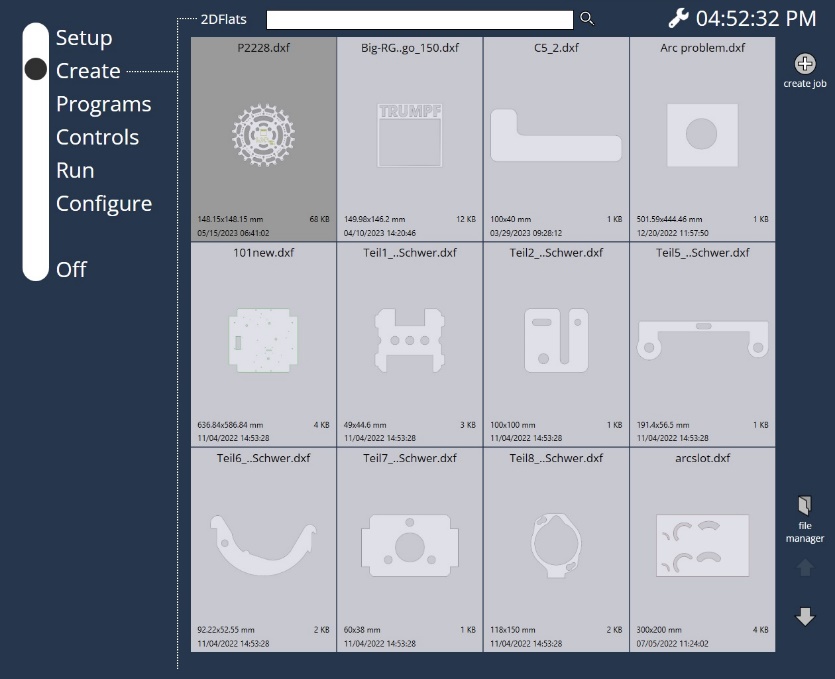 2DFlats
04:52:32 PM
Setup
Create
Programs
Controls
Run
Configure
Off
create job
file
manager
P2228.dxf
148.15x148.15 mm 68 KB
05/15/2023 06:41:02
Big-RG..go_150.dxf
TRUMPF
149.98x146.2 mm 12 KB
04/10/2023 14:20:46
C5_2.dxf
100x40 mm 1 KB
03/29/2023 09:28:12
Arc problem.dxf
501.59x444.46 mm 1 KB
12/20/2022 11:57:50
101new.dxf
636.84x586.84 mm 4 KB
11/04/2022 14:53:28
Teil1_..Schwer.dxf
49x44.6 mm 3 KB
11/04/2022 14:53:28
Teil2_..Schwer.dxf
100x100 mm 1 KB
11/04/2022 14:53:28
Teil5_..Schwer.dxf
191.4x56.5 mm 1 KB
11/04/2022 14:53:28
Teil6_..Schwer.dxf
92.22x52.55 mm 2 KB
11/04/2022 14:53:28
Teil7_..Schwer.dxf
60x38 mm 1 KB
11/04/2022 14:53:28
Teil8_..Schwer.dxf
118x150 mm 2 KB
11/04/2022 14:53:28
arcslot.dxf
300x200 mm 4 KB
07/05/2022 11:24:02